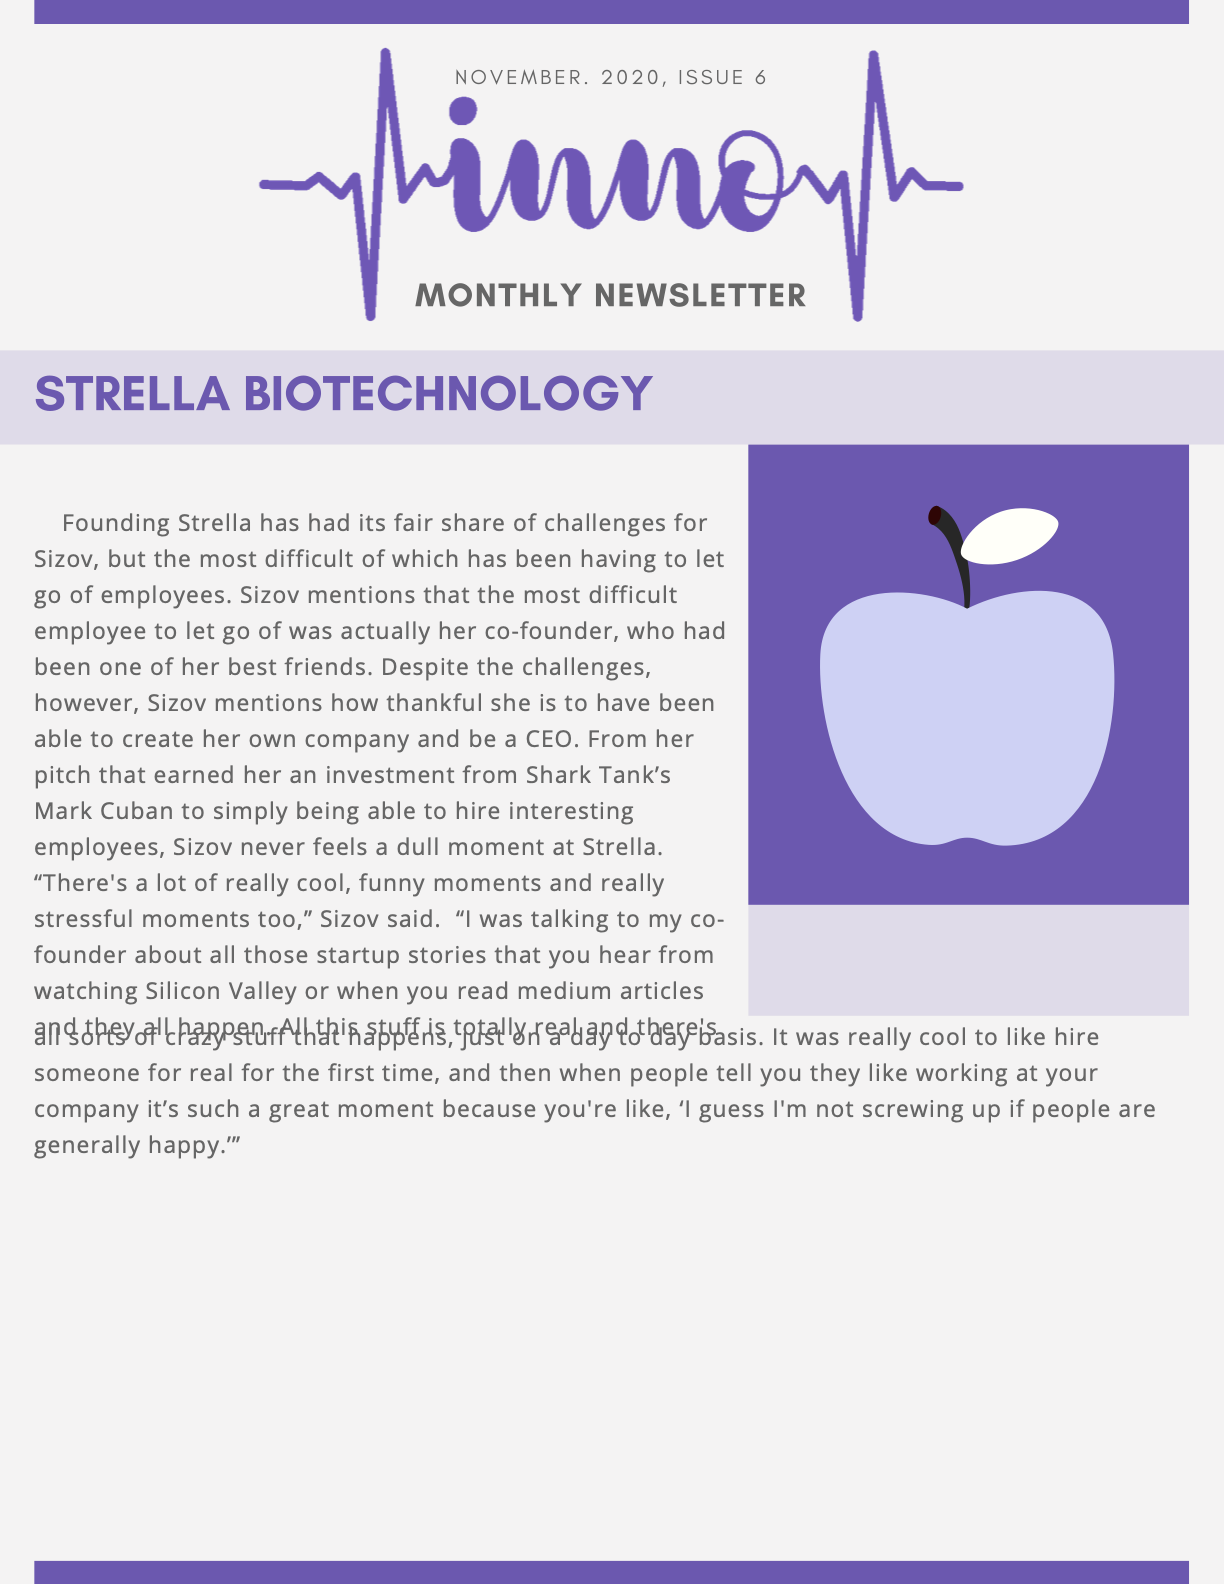 NOVEMBER. 2020, ISSUE 6
inno
MONTHLY NEWSLETTER
STRELLA BIOTECHNOLOGY
Founding Strella has had its fair share of challenges for
Sizov, but the most difficult of which has been having to let
go of employees. Sizov mentions that the most difficult
employee to let go of was actually her co-founder, who had
been one of her best friends. Despite the challenges,
however, Sizov mentions how thankful she is to have been
able to create her own company and be a CEO. From her
pitch that earned her an investment from Shark Tank’s
Mark Cuban to simply being able to hire interesting
employees, Sizov never feels a dull moment at Strella.
“There's a lot of really cool, funny moments and really
stressful moments too,” Sizov said.  “I was talking to my co-
founder about all those startup stories that you hear from
watching Silicon Valley or when you read medium articles
and they all happen. All this stuff is totally real and there's
all sorts of crazy stuff that happens, just on a day to day basis. It was really cool to like hire
someone for real for the first time, and then when people tell you they like working at your
company it’s such a great moment because you're like, ‘I guess I'm not screwing up if people are
generally happy.’”